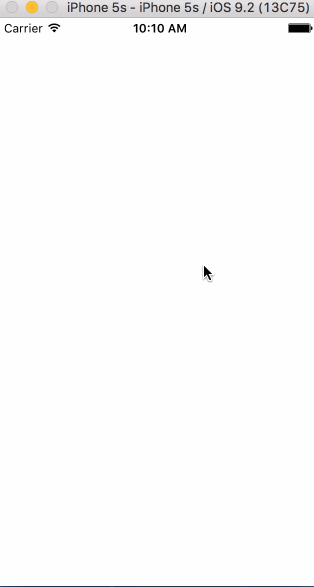 iPhone 5s - iPhone 5s / iOS 9.2 (13C75)
Carrier 10:10 AM